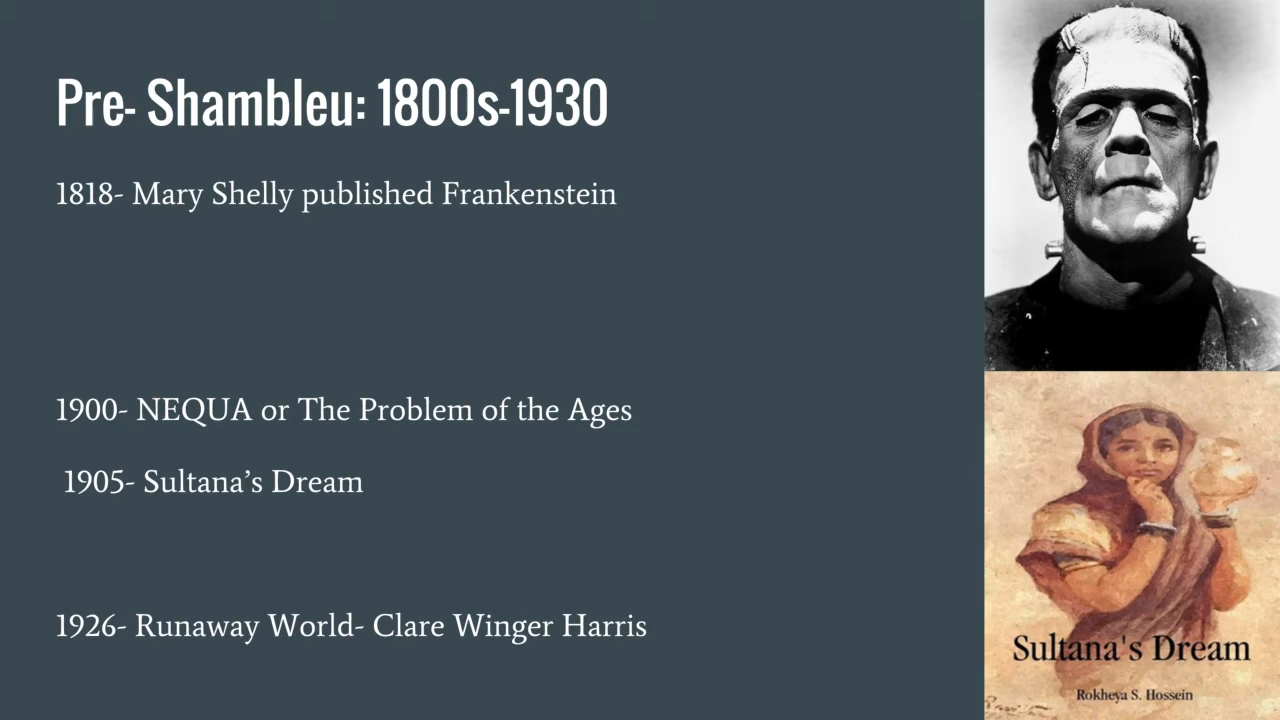 Pre- Shambleu: 1800s-1930
1818- Mary Shelly published Frankenstein
1900- NEQUA or The Problem of the Ages
1905- Sultana’s Dream
1926- Runaway World- Clare Winger Harris
Sultana's Dream
Rokheya S. Hossein